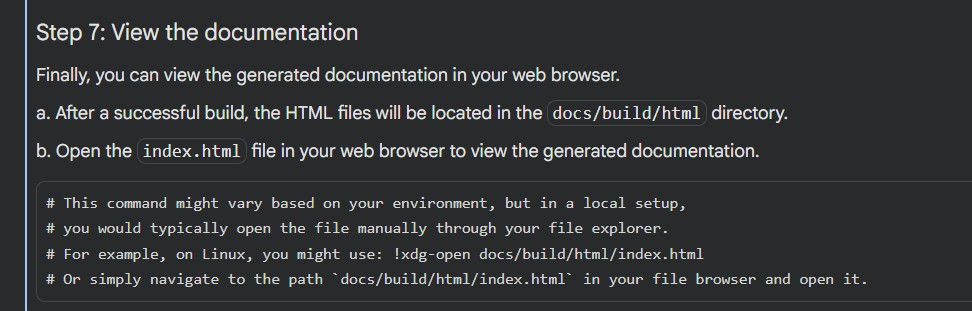 Step 7: View the documentation
Finally, you can view the generated documentation in your web browser.
a. After a successful build, the HTML files will be located in the docs/build/html directory.
b. Open the index.html file in your web browser to view the generated documentation.
# This command might vary based on your environment, but in a local setup,
# you would typically open the file manually through your file explorer.
# For example, on Linux, you might use: !xdg-open docs/build/html/index.html
# Or simply navigate to the path `docs/build/html/index.html` in your file browser and open it.